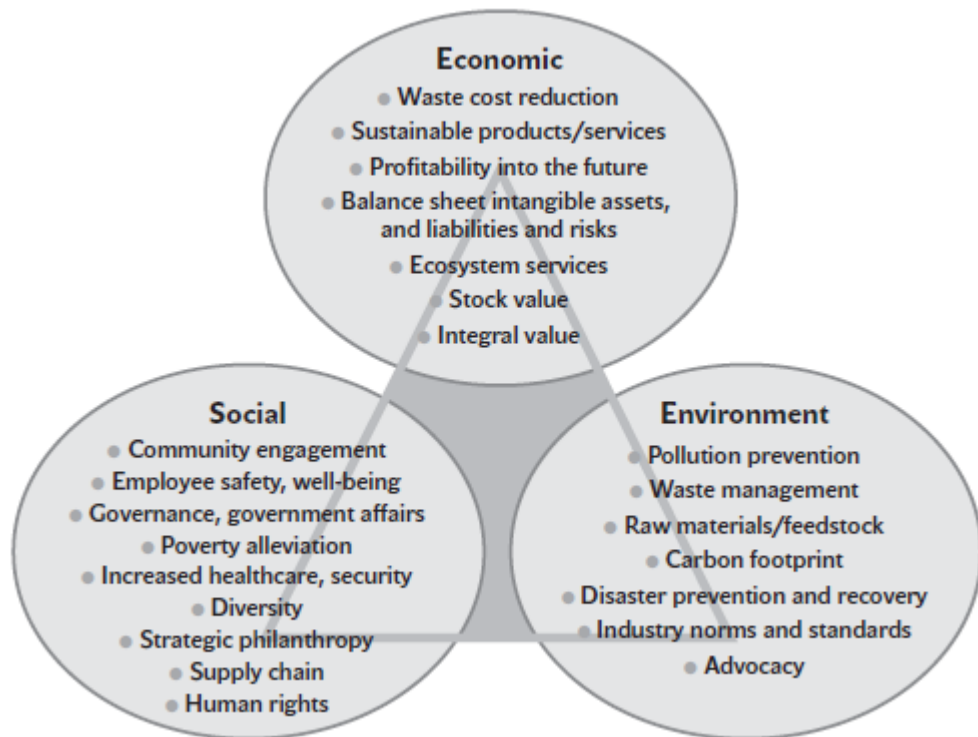 Economic
● Waste cost reduction
● Sustainable products/services
● Profitability into the future
● Balance sheet intangible assets,
and liabilities and risks
● Ecosystem services
● Stock value
● Integral value
Social
● Community engagement
● Employee safety, well-being
● Governance, government affairs
● Poverty alleviation
● Increased healthcare, security
● Diversity
● Strategic philanthropy
● Supply chain
● Human rights
Environment
● Pollution prevention
● Waste management
● Raw materials/feedstock
● Carbon footprint
● Disaster prevention and recovery
● Industry norms and standards
● Advocacy